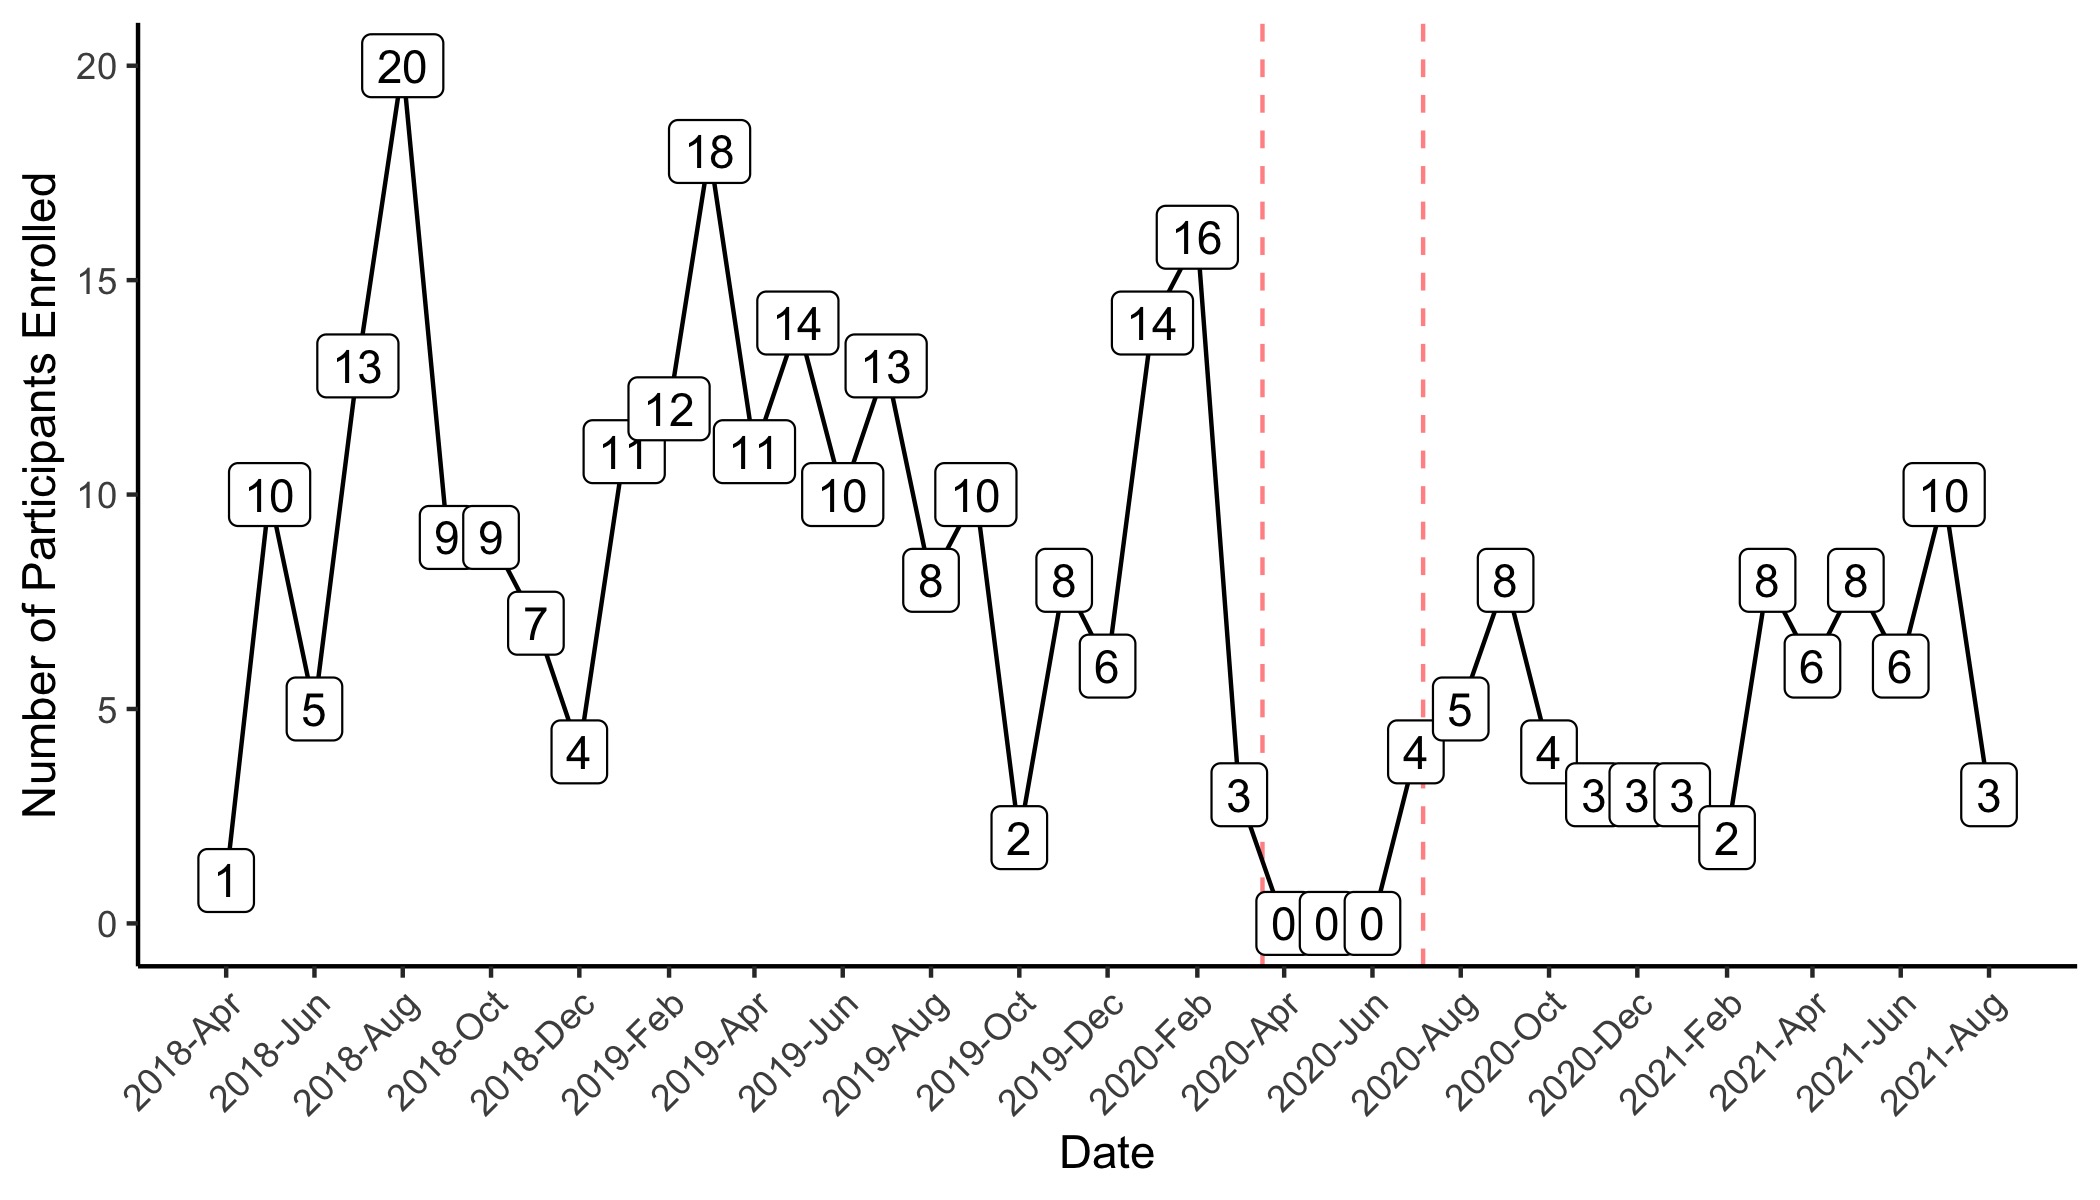 Number of Participants Enrolled
20
15
10
5
0
1
10
5
13
20
9
9
7
4
11
12
18
11
14
10
13
8
10
2
8
6
14
16
3
0
0
0
4
5
8
4
3
3
3
2
8
6
8
6
10
3
2018-Apr
2018-Jun
2018-Aug
2018-Oct
2018-Dec
2019-Feb
2019-Apr
2019-Jun
2019-Aug
2019-Oct
2019-Dec
2020-Feb
2020-Apr
2020-Jun
2020-Aug
2020-Oct
2020-Dec
2021-Feb
2021-Apr
2021-Jun
2021-Aug
Date